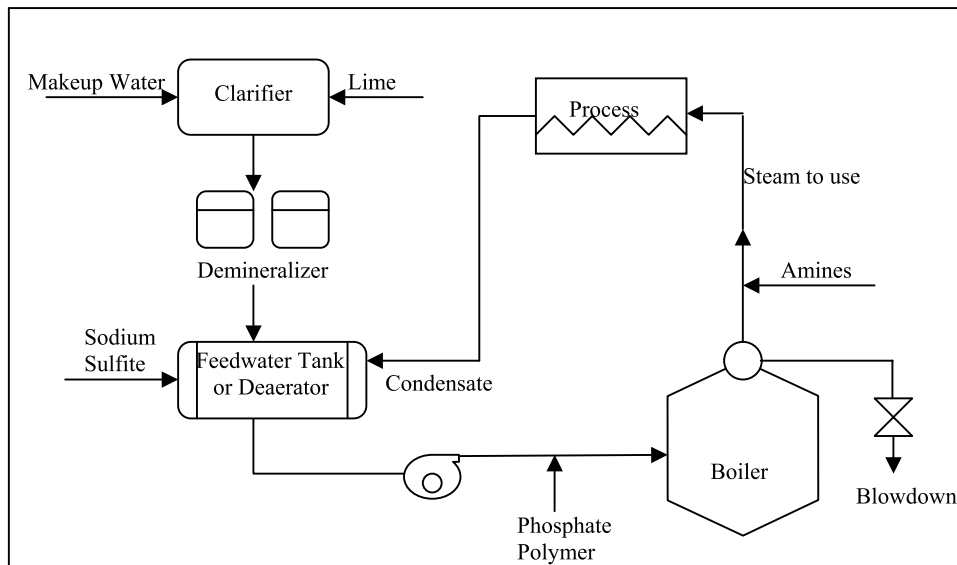 Makeup Water
Clarifier
Lime
Process
Steam to use
Demineralizer
Amines
Sodium
Sulfite
Feedwater Tank
or Deaerator
Condensate
Boiler
Blowdown
Phosphate
Polymer